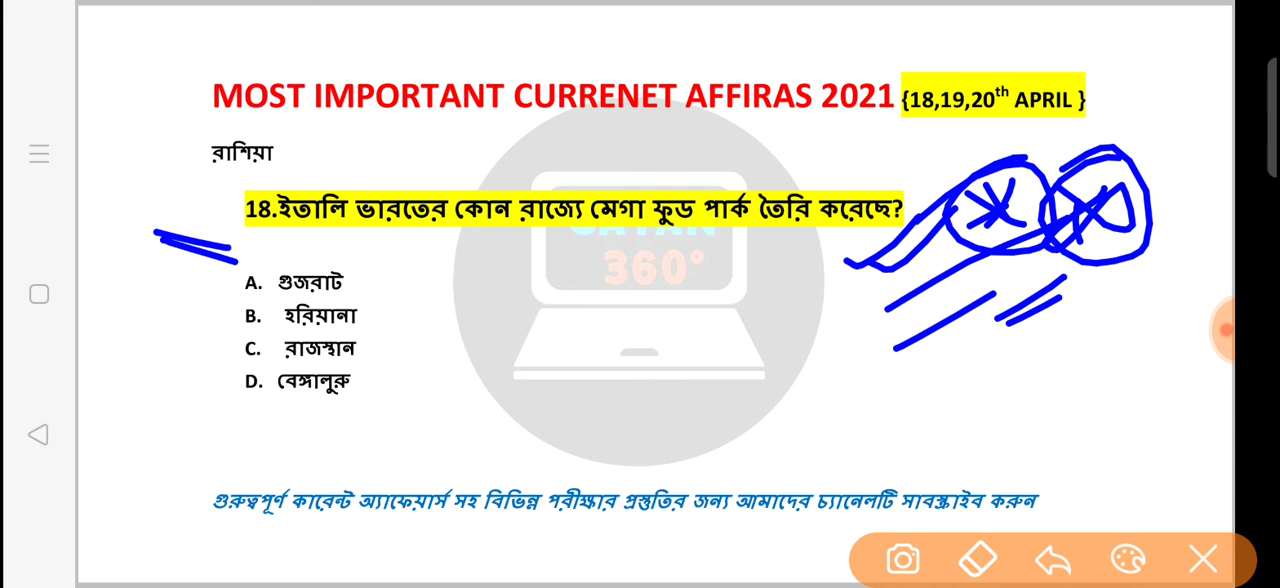 MOST IMPORTANT CURRENET AFFIRAS 2021 {18,19,20th APRIL }
রাশিয়া
18.ইতালি ভারতের কোন রাজ্যে মেগা ফুড পার্ক তৈরি করেছে?
360°
A. গুজরাট
B. হরিয়ানা
C. রাজস্থান
D. বেঙ্গালুরু
গুরুত্বপূর্ণ কারেন্ট অ্যাফেয়ার্স সহ বিভিন্ন পরীক্ষার প্রস্তুতির জন্য আমাদের চ্যানেলটি সাবস্ক্রাইব করুন